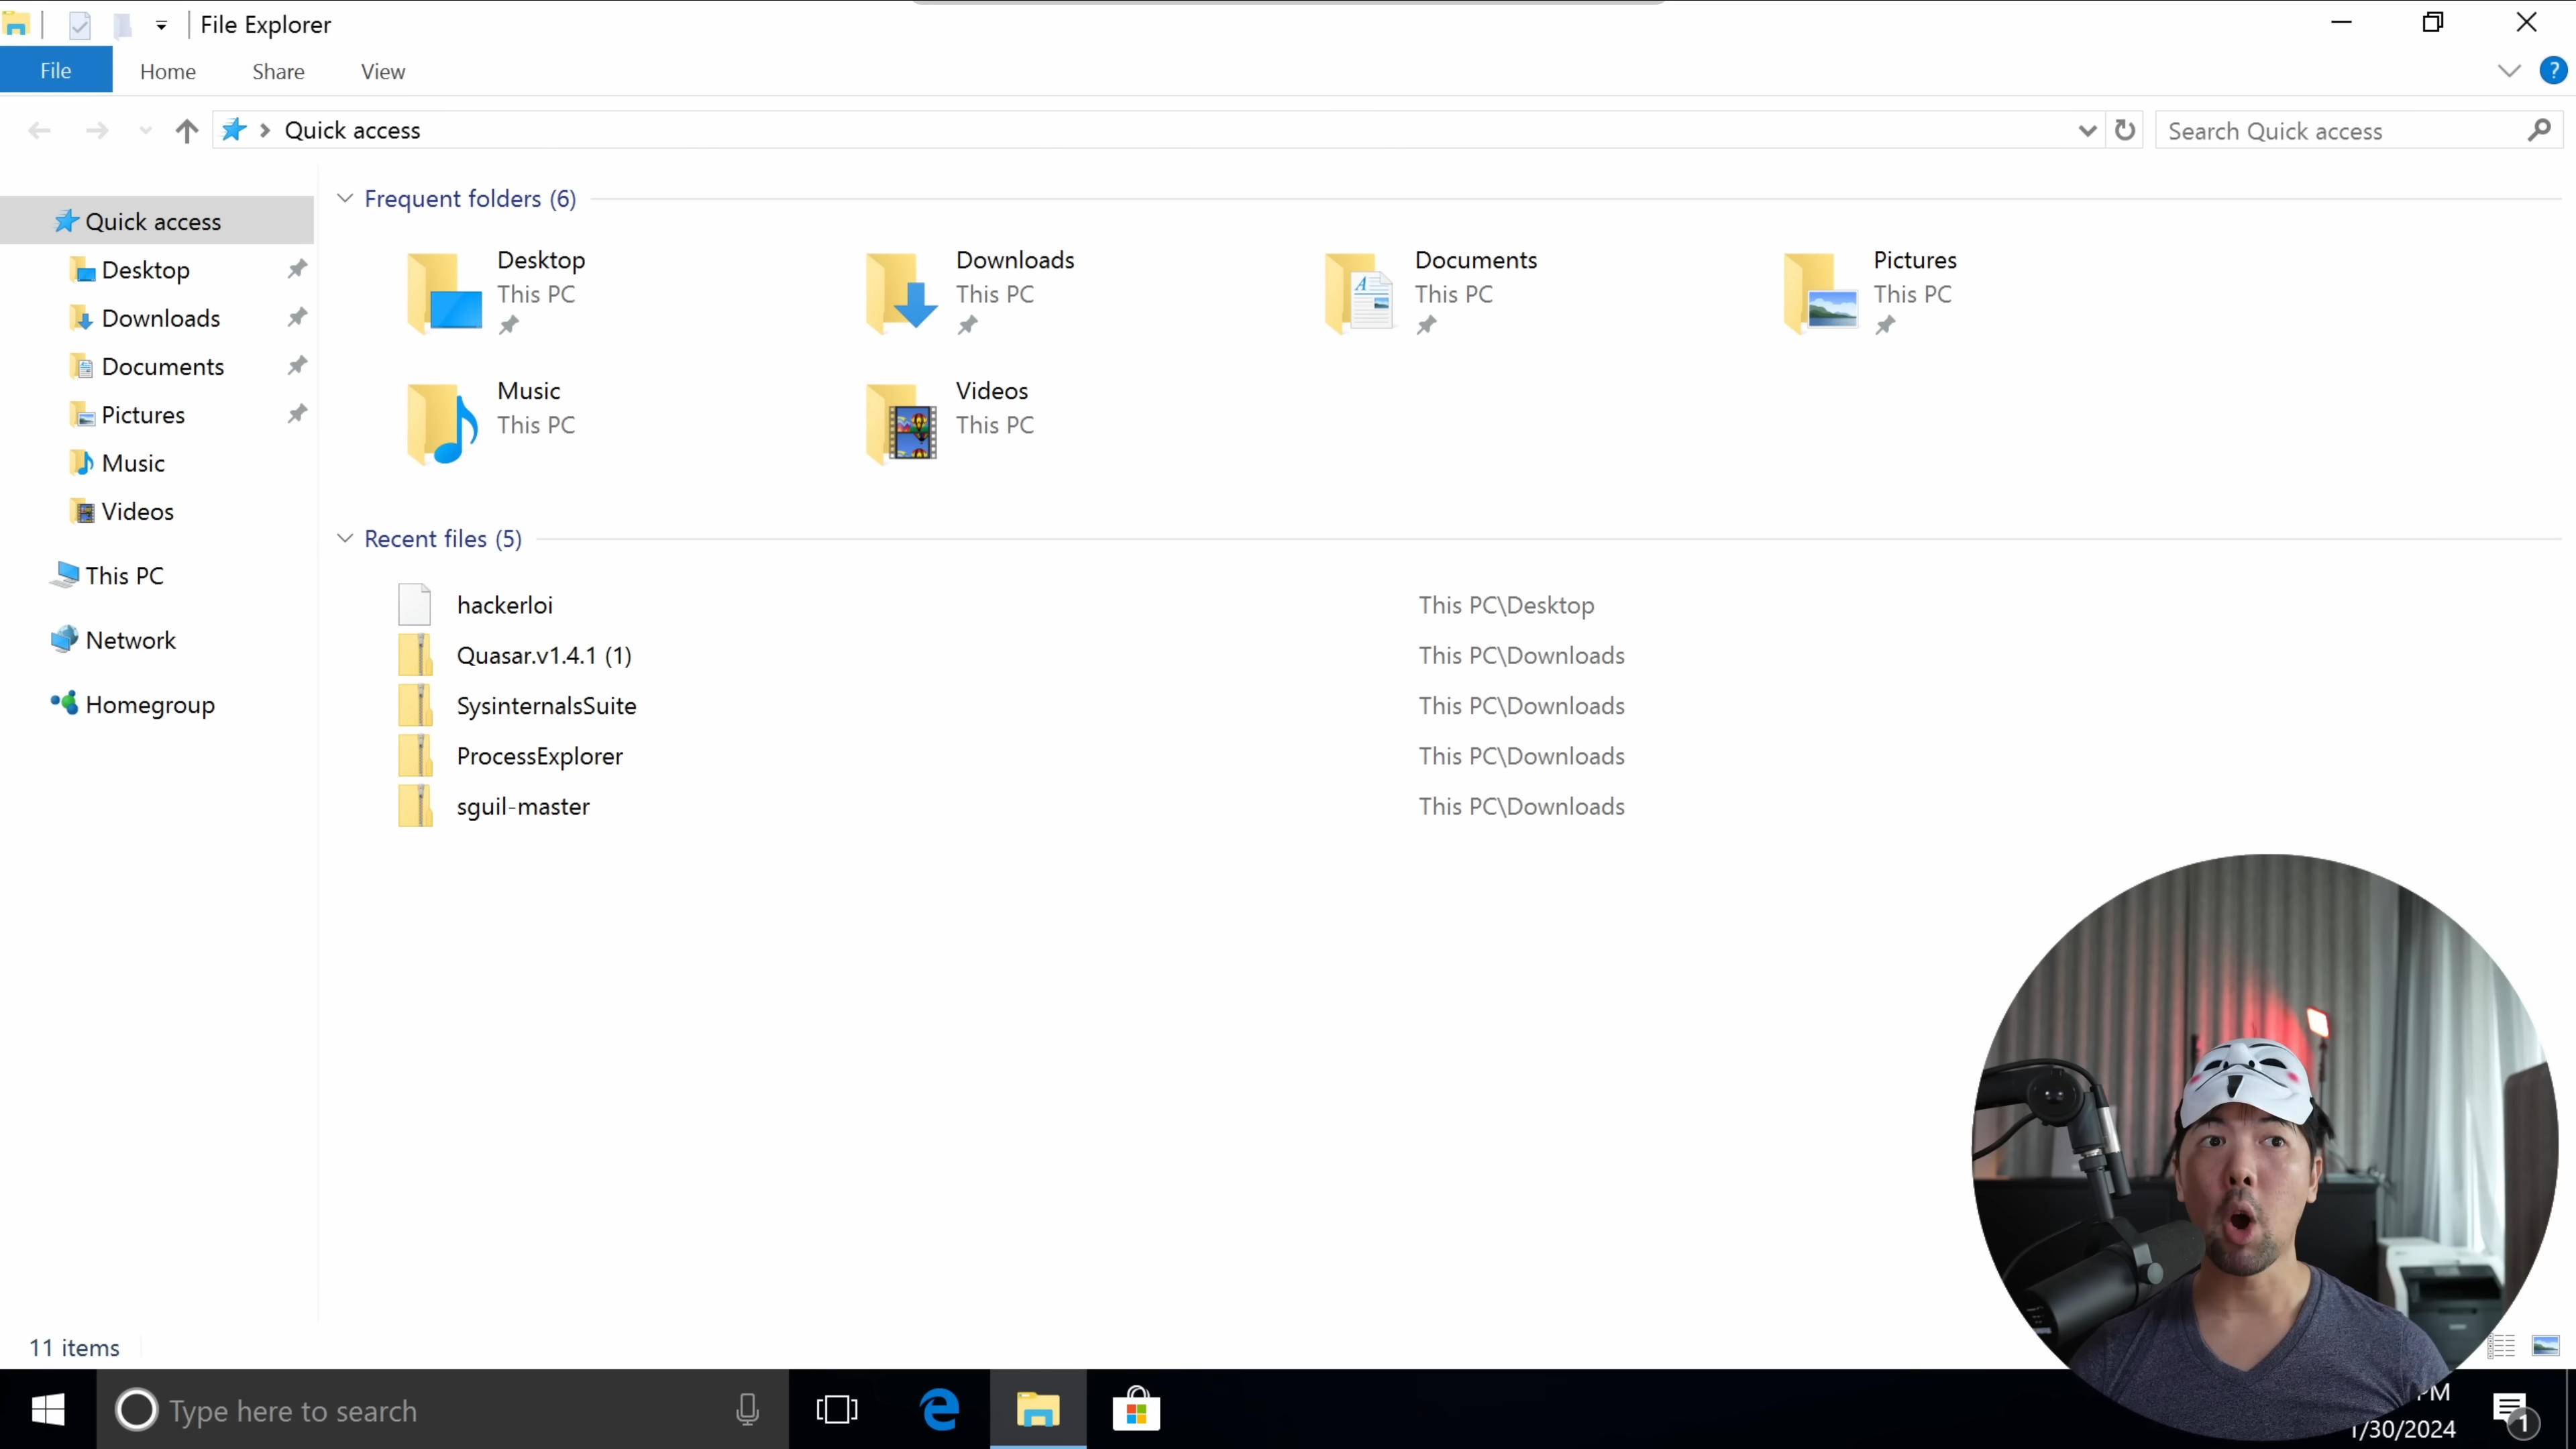 File Explorer
File Home Share View
?
Quick access
Search Quick access
Quick access
Desktop
Downloads
Documents
Pictures
Music
Videos
This PC
Network
Homegroup
Frequent folders (6)
Desktop
This PC
Downloads
This PC
Documents
This PC
Pictures
This PC
Music
This PC
Videos
This PC
Recent files (5)
hackerloi This PC\Desktop
Quasar.v1.4.1 (1) This PC\Downloads
SysinternalsSuite This PC\Downloads
ProcessExplorer This PC\Downloads
sguil-master This PC\Downloads
11 items
Type here to search
PM
1/30/2024
1